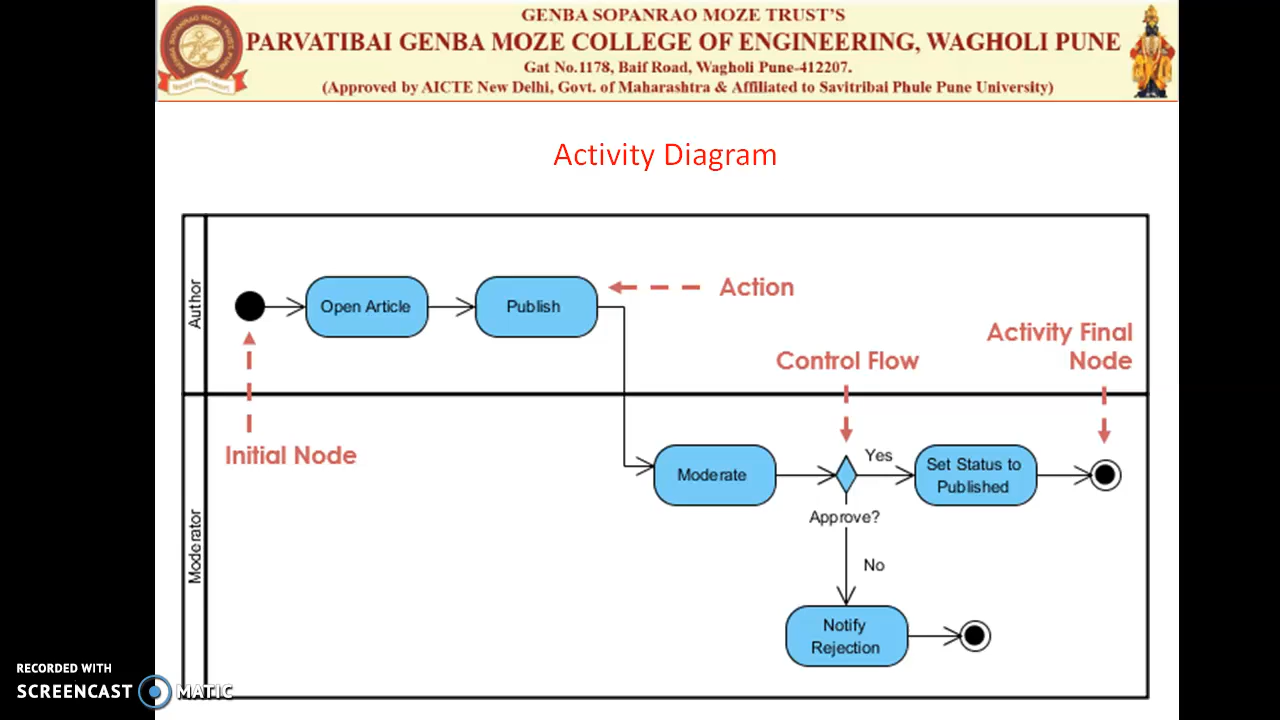 GENBA SOPANRAO MOZE TRUST'S
PARVATIBAI GENBA MOZE COLLEGE OF ENGINEERING, WAGHOLI PUNE
Gat No.1178, Baif Road, Wagholi Pune-412207.
(Approved by AICTE New Delhi, Govt. of Maharashtra & Affiliated to Savitribai Phule Pune University)
Activity Diagram
Author
Open Article
Publish
Action
Activity Final
Node
Control Flow
Initial Node
Moderator
Moderate
Yes
Set Status to
Published
Approve?
No
Notify
Rejection
RECORDED WITH
SCREENCAST MATIC